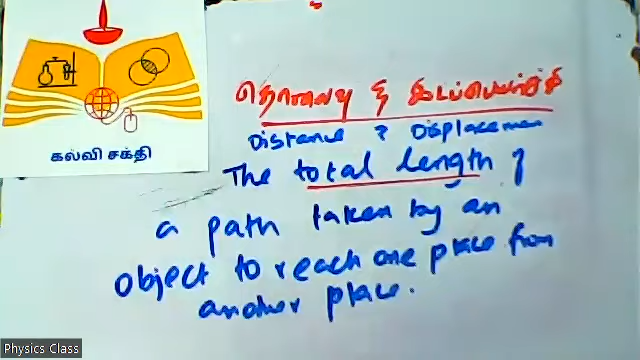 கல்வி சக்தி
தொலைவு & இடப்பெயர்ச்சி
Distance & Displacemen
The total length of
a path taken by an
object to reach one place from
another place.
Physics Class